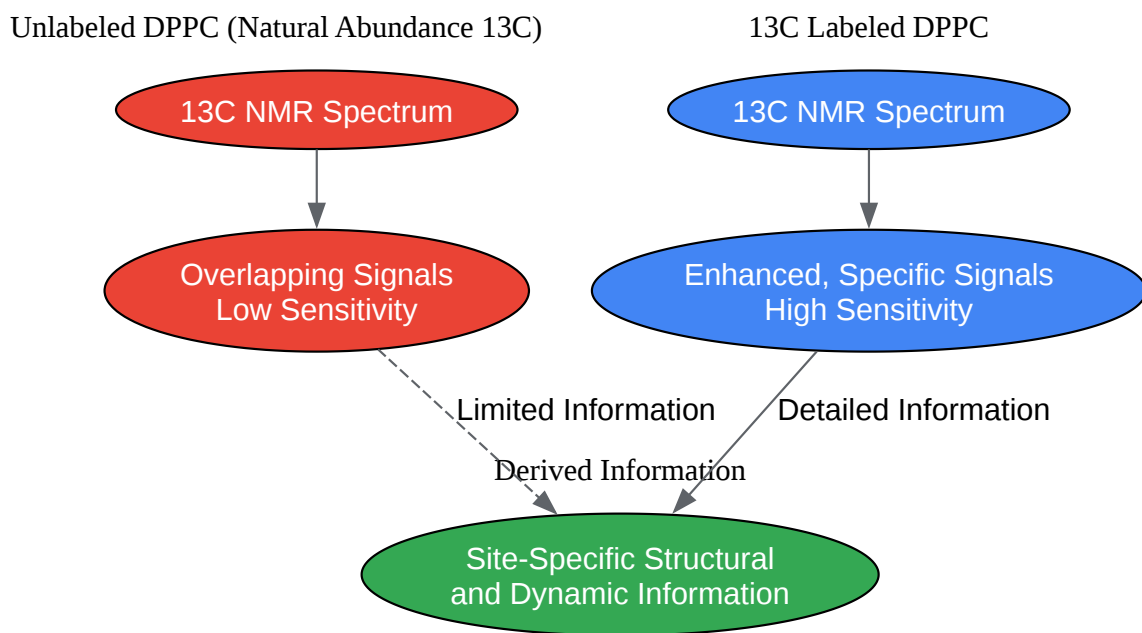 Unlabeled DPPC (Natural Abundance 13C)
13C Labeled DPPC
13C NMR Spectrum
13C NMR Spectrum
Overlapping Signals
Low Sensitivity
Enhanced, Specific Signals
High Sensitivity
Limited Information
Detailed Information
Derived Information
Site-Specific Structural
and Dynamic Information